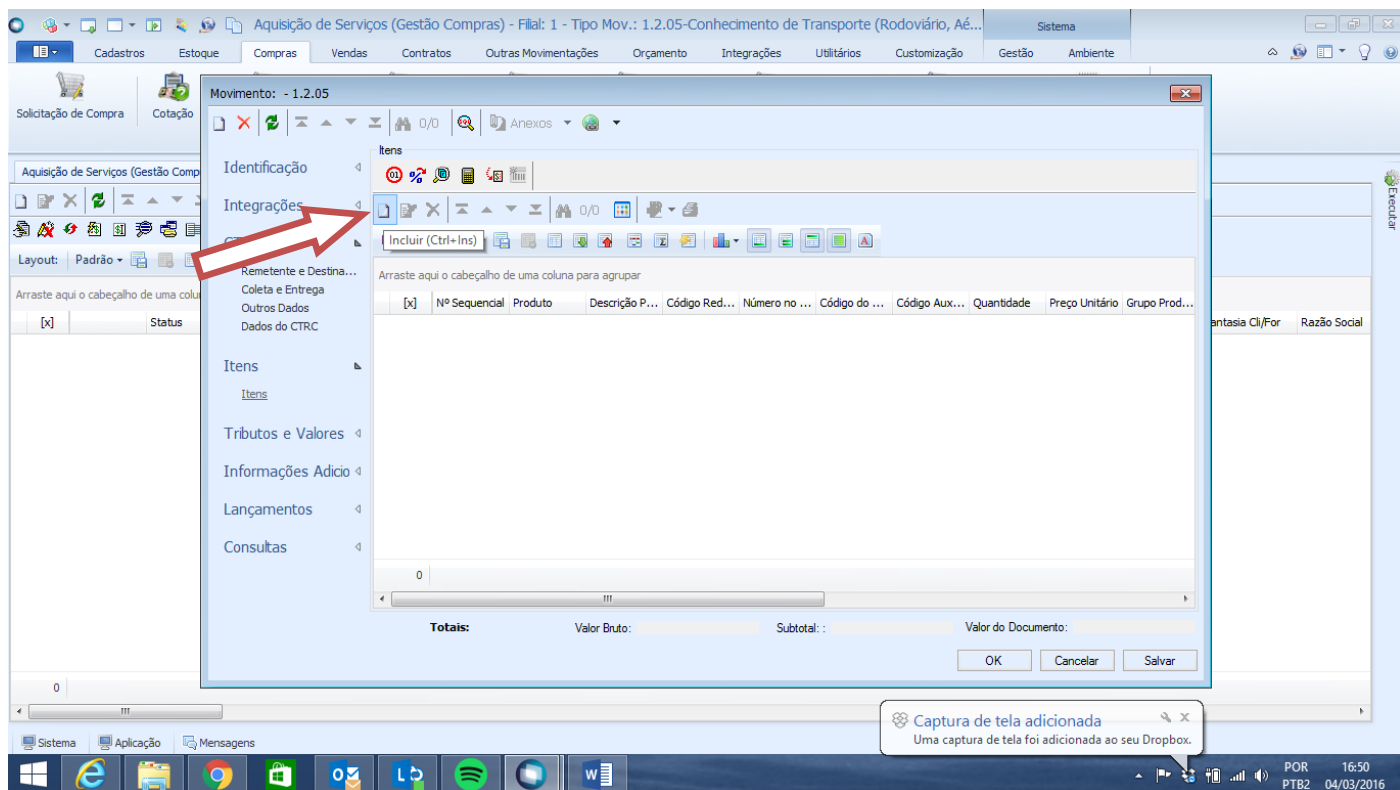 Aquisição de Serviços (Gestão Compras) - Filial: 1 - Tipo Mov.: 1.2.05-Conhecimento de Transporte (Rodoviário, Aé...
Sistema
Cadastros Estoque Compras Vendas Contratos Outras Movimentações Orçamento Integrações Utilitários Customização Gestão Ambiente
Solicitação de Compra Cotação
Movimento: - 1.2.05
0/0 Anexos
Aquisição de Serviços (Gestão Comp
Executar
Layout: Padrão
Arraste aqui o cabeçalho de uma colu
[x] Status
antasia Cli/For Razão Social
Identificação
Integrações
Remetente e Destina...
Coleta e Entrega
Outros Dados
Dados do CTRC
Itens
Itens
Tributos e Valores
Informações Adicio
Lançamentos
Consultas
Itens
0/0
Incluir (Ctrl+Ins)
Arraste aqui o cabeçalho de uma coluna para agrupar
[x] Nº Sequencial Produto Descrição P... Código Red... Número no ... Código do ... Código Aux... Quantidade Preço Unitário Grupo Prod...
0
Totais: Valor Bruto: Subtotal: : Valor do Documento:
OK Cancelar Salvar
0
Captura de tela adicionada
Uma captura de tela foi adicionada ao seu Dropbox.
Sistema Aplicação Mensagens
POR 16:50
PTB2 04/03/2016